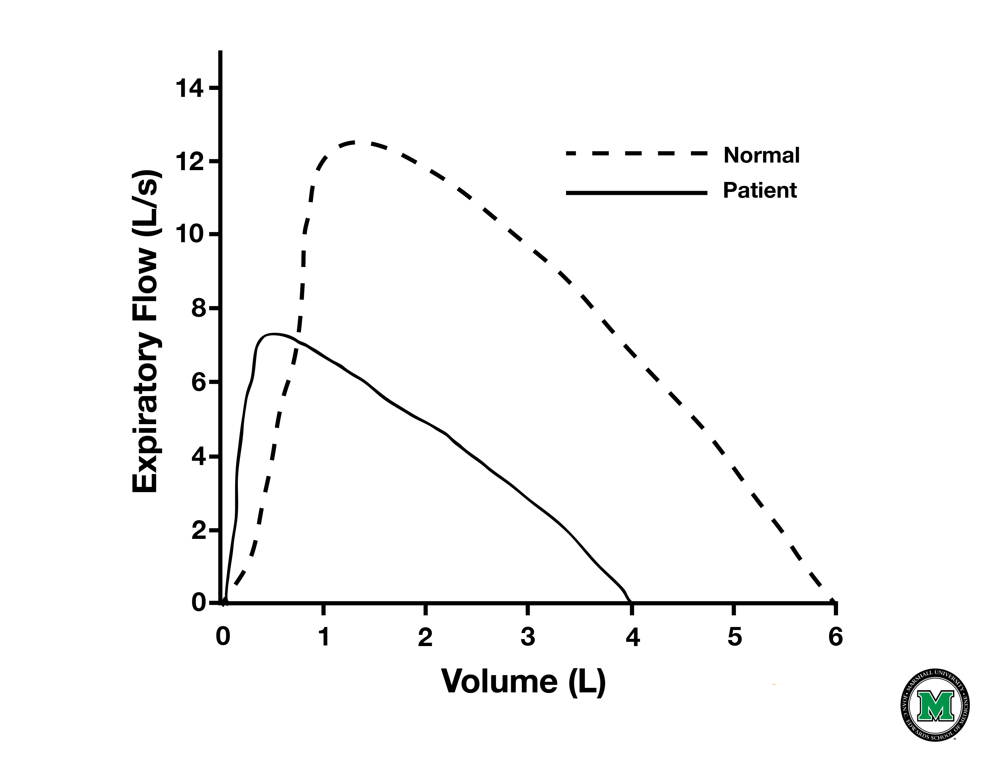 14
12
10
8
6
4
2
0
Expiratory Flow (L/s)
Normal
Patient
0 1 2 3 4 5 6
Volume (L)
• MARSHALL UNIVERSITY •
JOAN C. EDWARDS SCHOOL OF MEDICINE
M
TM